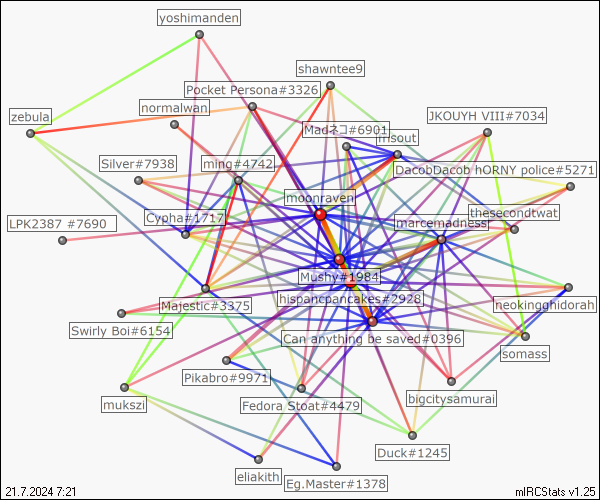 yoshimanden
shawntee9
Pocket Persona#3326
normalwan
zebula
JKOUYH VIII#7034
Madネコ#6901
msout
Silver#7938
ming#4742
DacobDacob hORNY police#5271
moonraven
LPK2387 #7690
Cypha#1717
marcemadness
thesecondtwat
Mushy#1984
Majestic#3375
hispancpancakes#2928
neokingghidorah
Swirly Boi#6154
Can anything be saved#0396
somass
Pikabro#9971
mukszi
Fedora Stoat#4479
bigcitysamurai
Duck#1245
eliakith
Eg.Master#1378
21.7.2024 7:21
mIRCStats v1.25